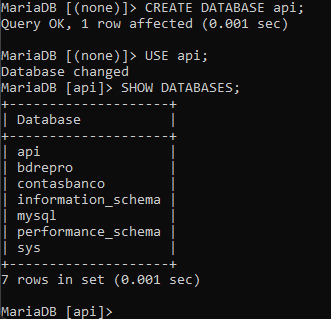 MariaDB [(none)]> CREATE DATABASE api;
Query OK, 1 row affected (0.001 sec)
MariaDB [(none)]> USE api;
Database changed
MariaDB [api]> SHOW DATABASES;
+--------------------+
| Database           |
+--------------------+
| api                |
| bdrepro            |
| contasbanco        |
| information_schema |
| mysql              |
| performance_schema |
| sys                |
+--------------------+
7 rows in set (0.001 sec)
MariaDB [api]>